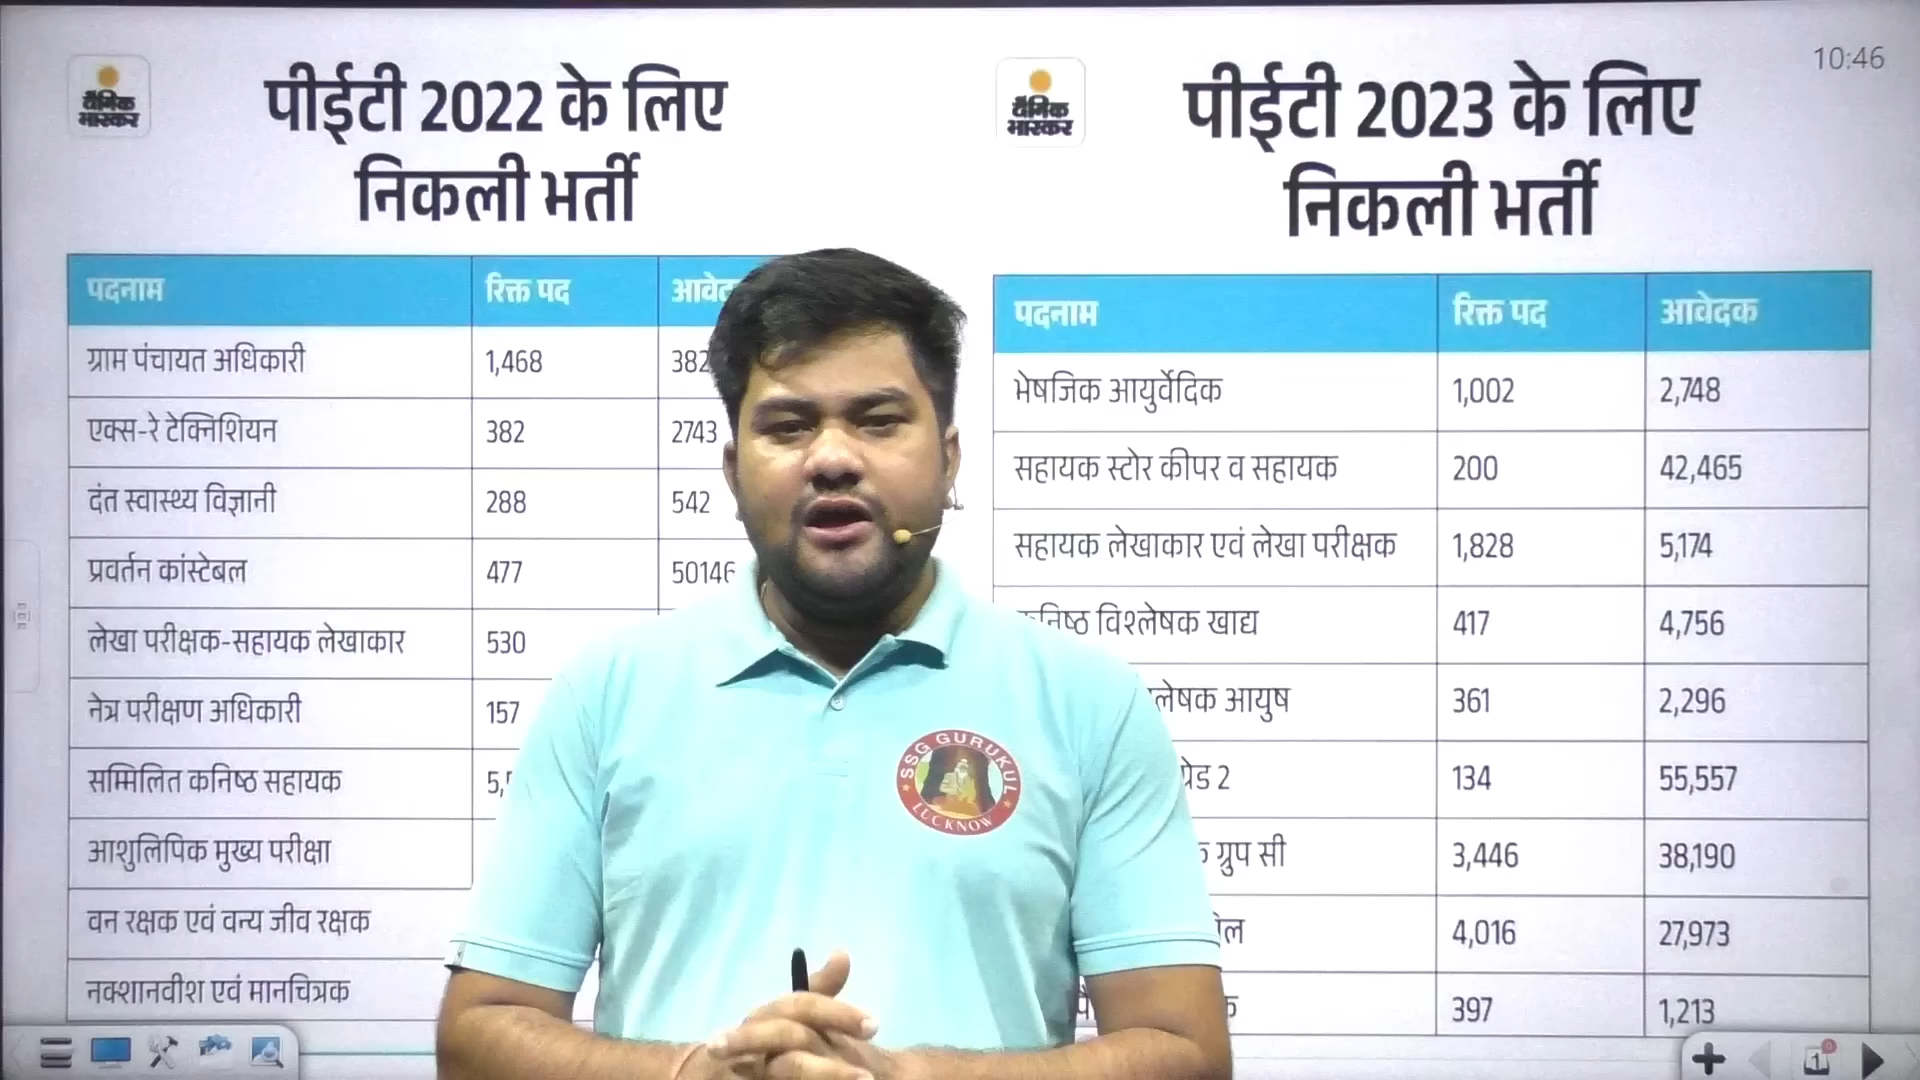 10:46
दैनिक
भास्कर
पीईटी 2022 के लिए
निकली भर्ती
पदनाम रिक्त पद
ग्राम पंचायत अधिकारी 1,468
एक्स-रे टेक्निशियन 382 2743
दंत स्वास्थ्य विज्ञानी 288 542
प्रवर्तन कांस्टेबल 477 50146
लेखा परीक्षक-सहायक लेखाकार 530
नेत्र परीक्षण अधिकारी 157
सम्मिलित कनिष्ठ सहायक
आशुलिपिक मुख्य परीक्षा
वन रक्षक एवं वन्य जीव रक्षक
नक्शानवीश एवं मानचित्रक
दैनिक
भास्कर
पीईटी 2023 के लिए
निकली भर्ती
पदनाम रिक्त पद आवेदक
भेषजिक आयुर्वेदिक 1,002 2,748
सहायक स्टोर कीपर व सहायक 200 42,465
सहायक लेखाकार एवं लेखा परीक्षक 1,828 5,174
विश्लेषक खाद्य 417 4,756
आयुष 361 2,296
2 134 55,557
ग्रुप सी 3,446 38,190
4,016 27,973
397 1,213
SSG GURUKUL
LUCKNOW
1